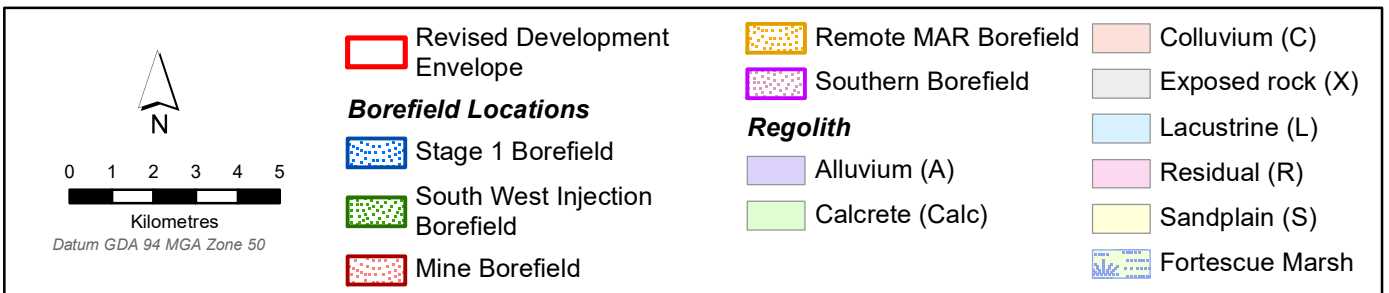 N
0 1 2 3 4 5
Kilometres
Datum GDA 94 MGA Zone 50
Revised Development
Envelope
Borefield Locations
Stage 1 Borefield
South West Injection
Borefield
Mine Borefield
Remote MAR Borefield
Southern Borefield
Regolith
Alluvium (A)
Calcrete (Calc)
Colluvium (C)
Exposed rock (X)
Lacustrine (L)
Residual (R)
Sandplain (S)
Fortescue Marsh